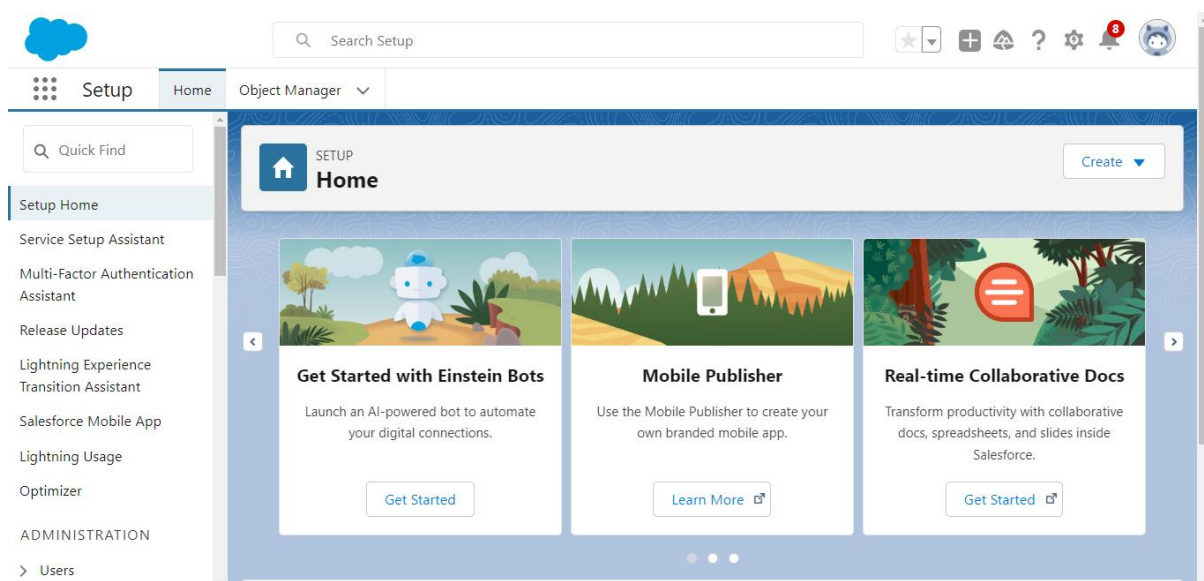 Search Setup
8
Setup
Home
Object Manager
Quick Find
Setup Home
Service Setup Assistant
Multi-Factor Authentication
Assistant
Release Updates
Lightning Experience
Transition Assistant
Salesforce Mobile App
Lightning Usage
Optimizer
ADMINISTRATION
Users
SETUP
Home
Create
Get Started with Einstein Bots
Launch an AI-powered bot to automate
your digital connections.
Get Started
Mobile Publisher
Use the Mobile Publisher to create your
own branded mobile app.
Learn More
Real-time Collaborative Docs
Transform productivity with collaborative
docs, spreadsheets, and slides inside
Salesforce.
Get Started